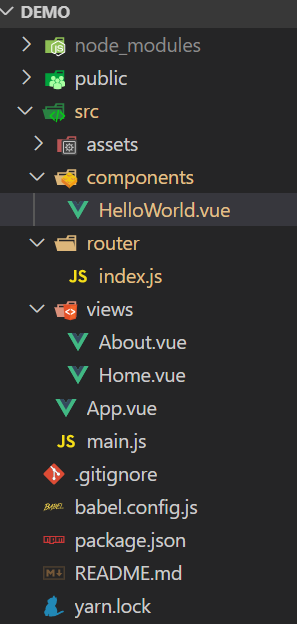 DEMO
node_modules
public
src
assets
components
HelloWorld.vue
router
JS index.js
views
About.vue
Home.vue
App.vue
JS main.js
.gitignore
BABEL babel.config.js
package.json
README.md
yarn.lock